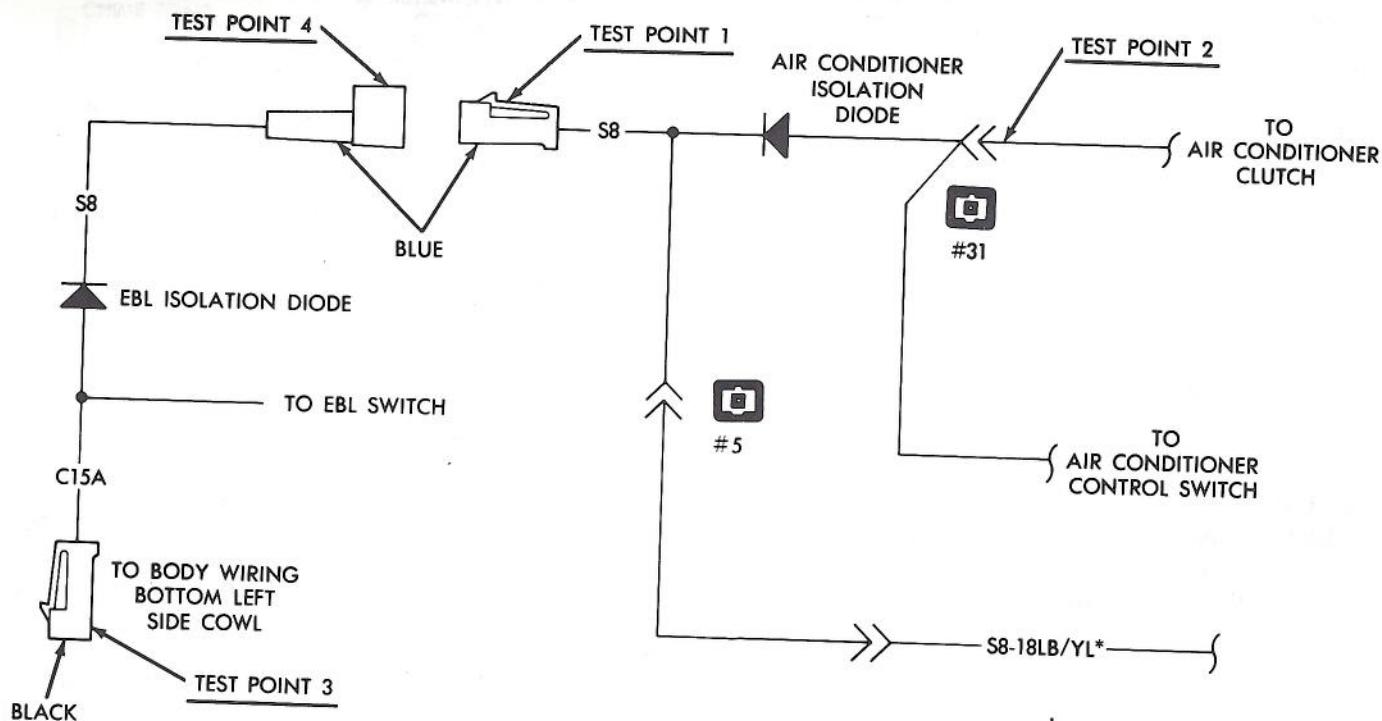 TEST POINT 4
TEST POINT 1
AIR CONDITIONER
ISOLATION
DIODE
TEST POINT 2
S8
TO
AIR CONDITIONER
CLUTCH
S8
BLUE
#31
EBL ISOLATION DIODE
TO EBL SWITCH
#5
TO
AIR CONDITIONER
CONTROL SWITCH
C15A
TO BODY WIRING
BOTTOM LEFT
SIDE COWL
S8-18LB/YL*
TEST POINT 3
BLACK